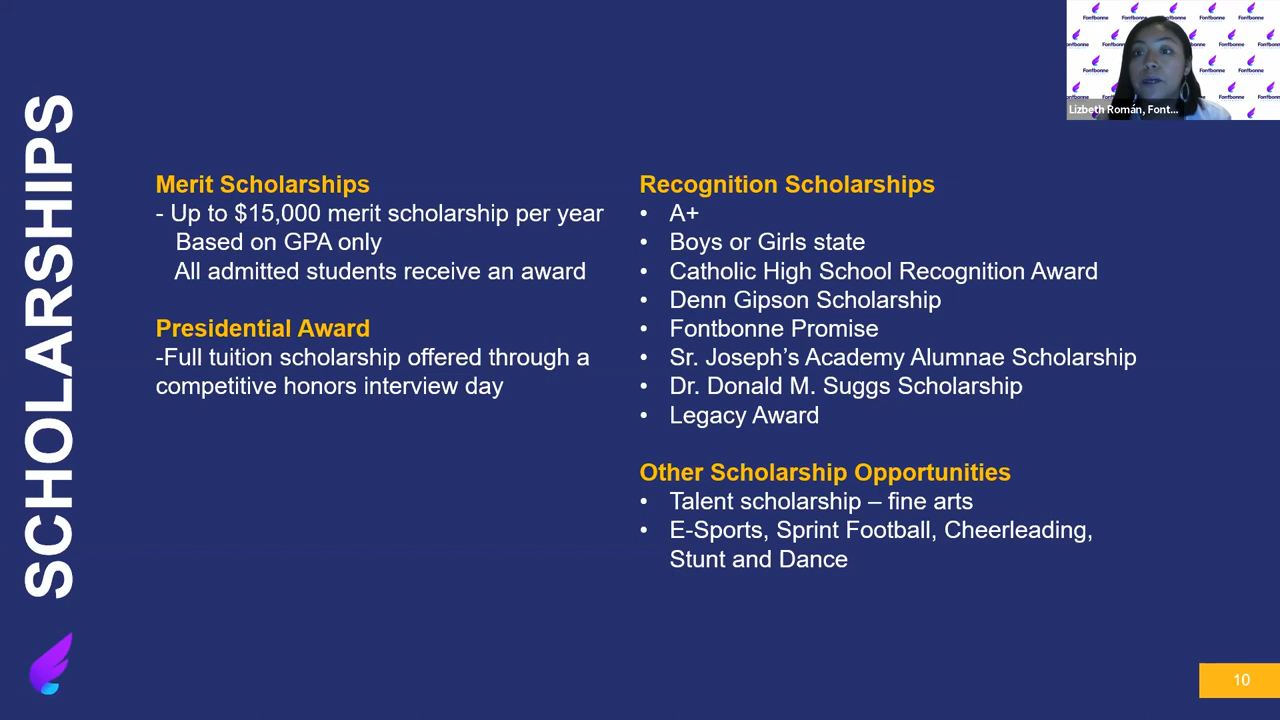 SCHOLARSHIPS
Merit Scholarships
- Up to $15,000 merit scholarship per year
Based on GPA only
All admitted students receive an award
Presidential Award
-Full tuition scholarship offered through a
competitive honors interview day
Recognition Scholarships
• A+
• Boys or Girls state
• Catholic High School Recognition Award
• Denn Gipson Scholarship
• Fontbonne Promise
• Sr. Joseph's Academy Alumnae Scholarship
• Dr. Donald M. Suggs Scholarship
• Legacy Award
Other Scholarship Opportunities
• Talent scholarship – fine arts
• E-Sports, Sprint Football, Cheerleading,
Stunt and Dance
Fontbonne
Lizbeth Román, Font...
10